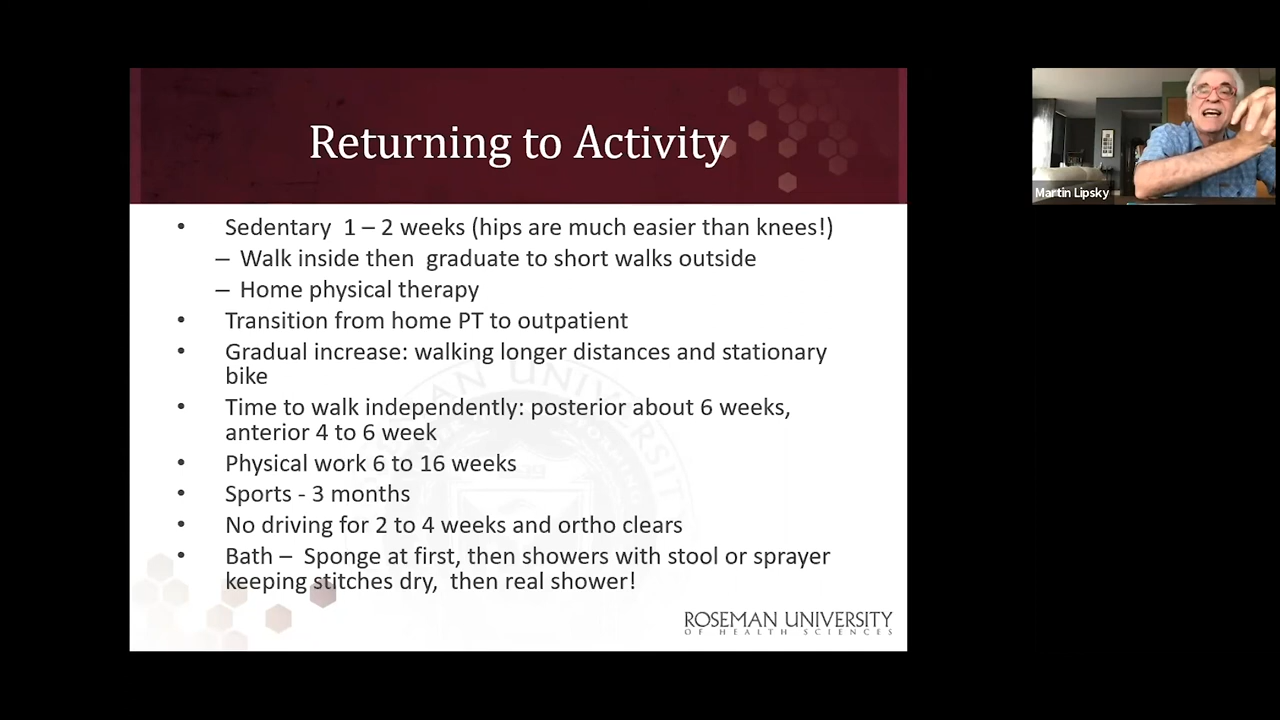 Returning to Activity
• Sedentary 1 – 2 weeks (hips are much easier than knees!)
– Walk inside then graduate to short walks outside
– Home physical therapy
• Transition from home PT to outpatient
• Gradual increase: walking longer distances and stationary
bike
• Time to walk independently: posterior about 6 weeks,
anterior 4 to 6 week
• Physical work 6 to 16 weeks
• Sports - 3 months
• No driving for 2 to 4 weeks and ortho clears
• Bath – Sponge at first, then showers with stool or sprayer
keeping stitches dry, then real shower!
ROSEMAN UNIVERSITY
OF HEALTH SCIENCES
Martin Lipsky